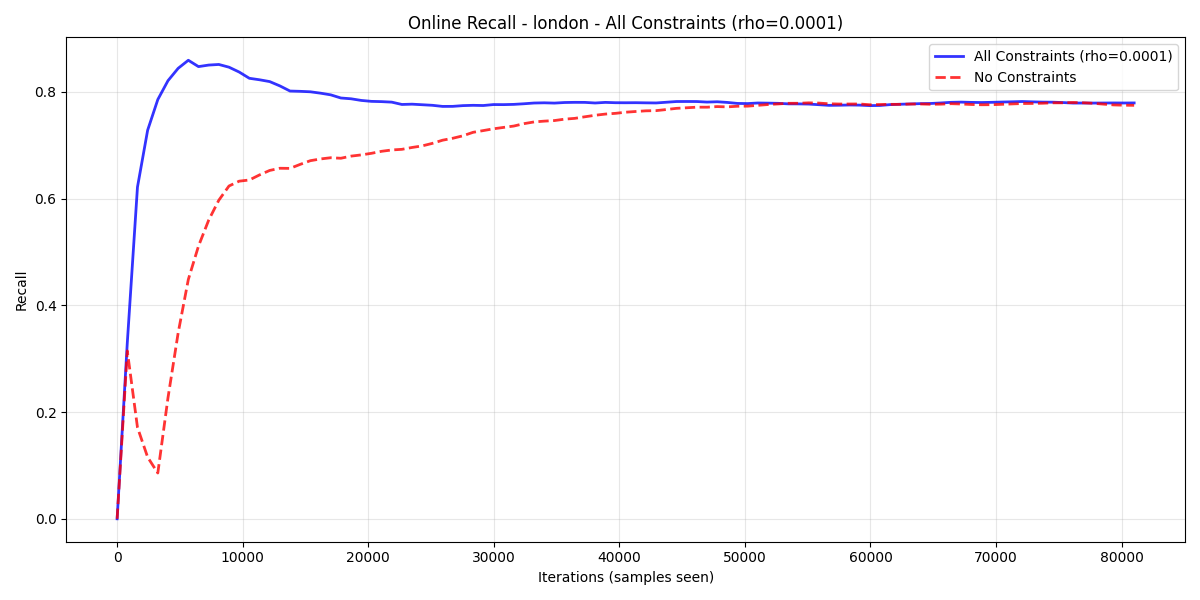 Online Recall - london - All Constraints (rho=0.0001)
All Constraints (rho=0.0001)
No Constraints
Recall
0.8
0.6
0.4
0.2
0.0
0 10000 20000 30000 40000 50000 60000 70000 80000
Iterations (samples seen)